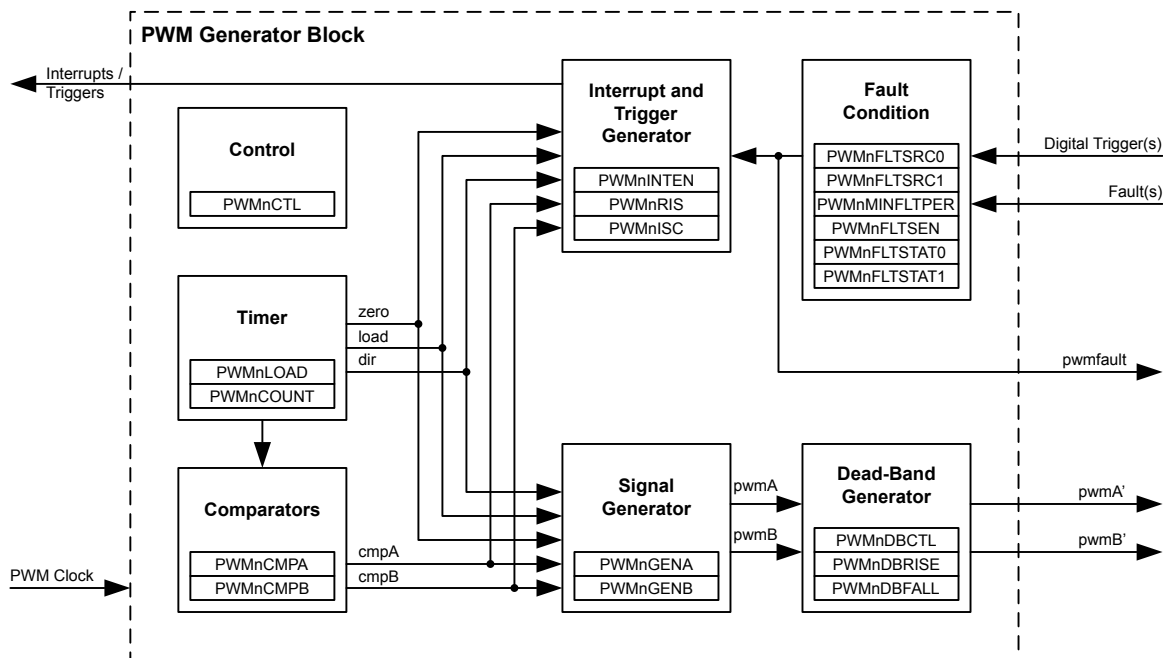 PWM Generator Block
Interrupts /
Triggers
Control
PWMnCTL
Interrupt and
Trigger
Generator
PWMnINTEN
PWMnRIS
PWMnISC
Fault
Condition
PWMnFLTSRC0
PWMnFLTSRC1
PWMnMINFLTPER
PWMnFLTSEN
PWMnFLTSTAT0
PWMnFLTSTAT1
Digital Trigger(s)
Fault(s)
Timer
PWMnLOAD
PWMnCOUNT
zero
load
dir
pwmfault
Comparators
PWMnCMPA
PWMnCMPB
cmpA
cmpB
PWM Clock
Signal
Generator
PWMnGENA
PWMnGENB
pwmA
pwmB
Dead-Band
Generator
PWMnDBCTL
PWMnDBRISE
PWMnDBFALL
pwmA’
pwmB’